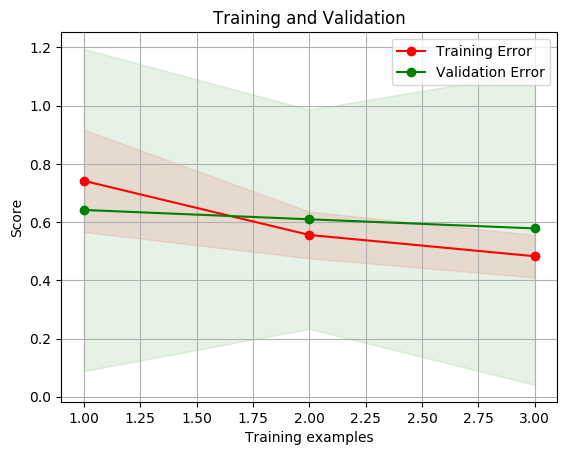 Training and Validation
Training Error
Validation Error
1.2
1.0
0.8
0.6
0.4
0.2
0.0
Score
1.00 1.25 1.50 1.75 2.00 2.25 2.50 2.75 3.00
Training examples